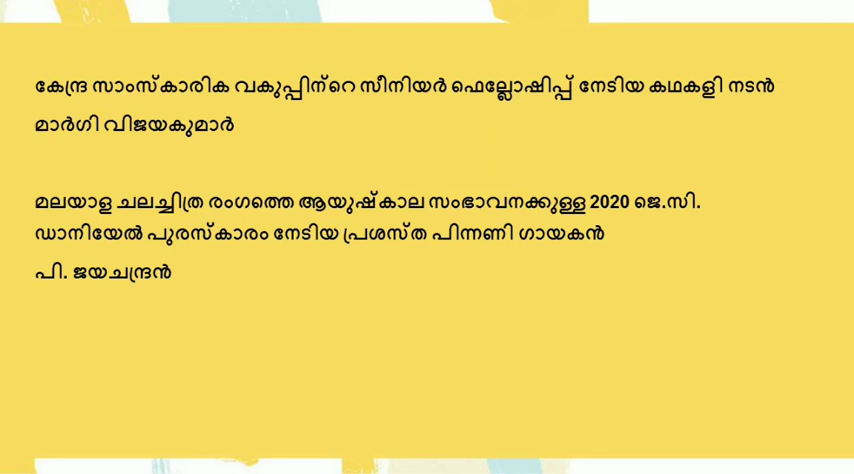 കേന്ദ്ര സാംസ്കാരിക വകുപ്പിന്റെ സീനിയർ ഫെല്ലോഷിപ്പ് നേടിയ കഥകളി നടൻ
മാർഗി വിജയകുമാർ
മലയാള ചലച്ചിത്ര രംഗത്തെ ആയുഷ്കാല സംഭാവനക്കുള്ള 2020 ജെ.സി.
ഡാനിയേൽ പുരസ്കാരം നേടിയ പ്രശസ്ത പിന്നണി ഗായകൻ
പി. ജയചന്ദ്രൻ